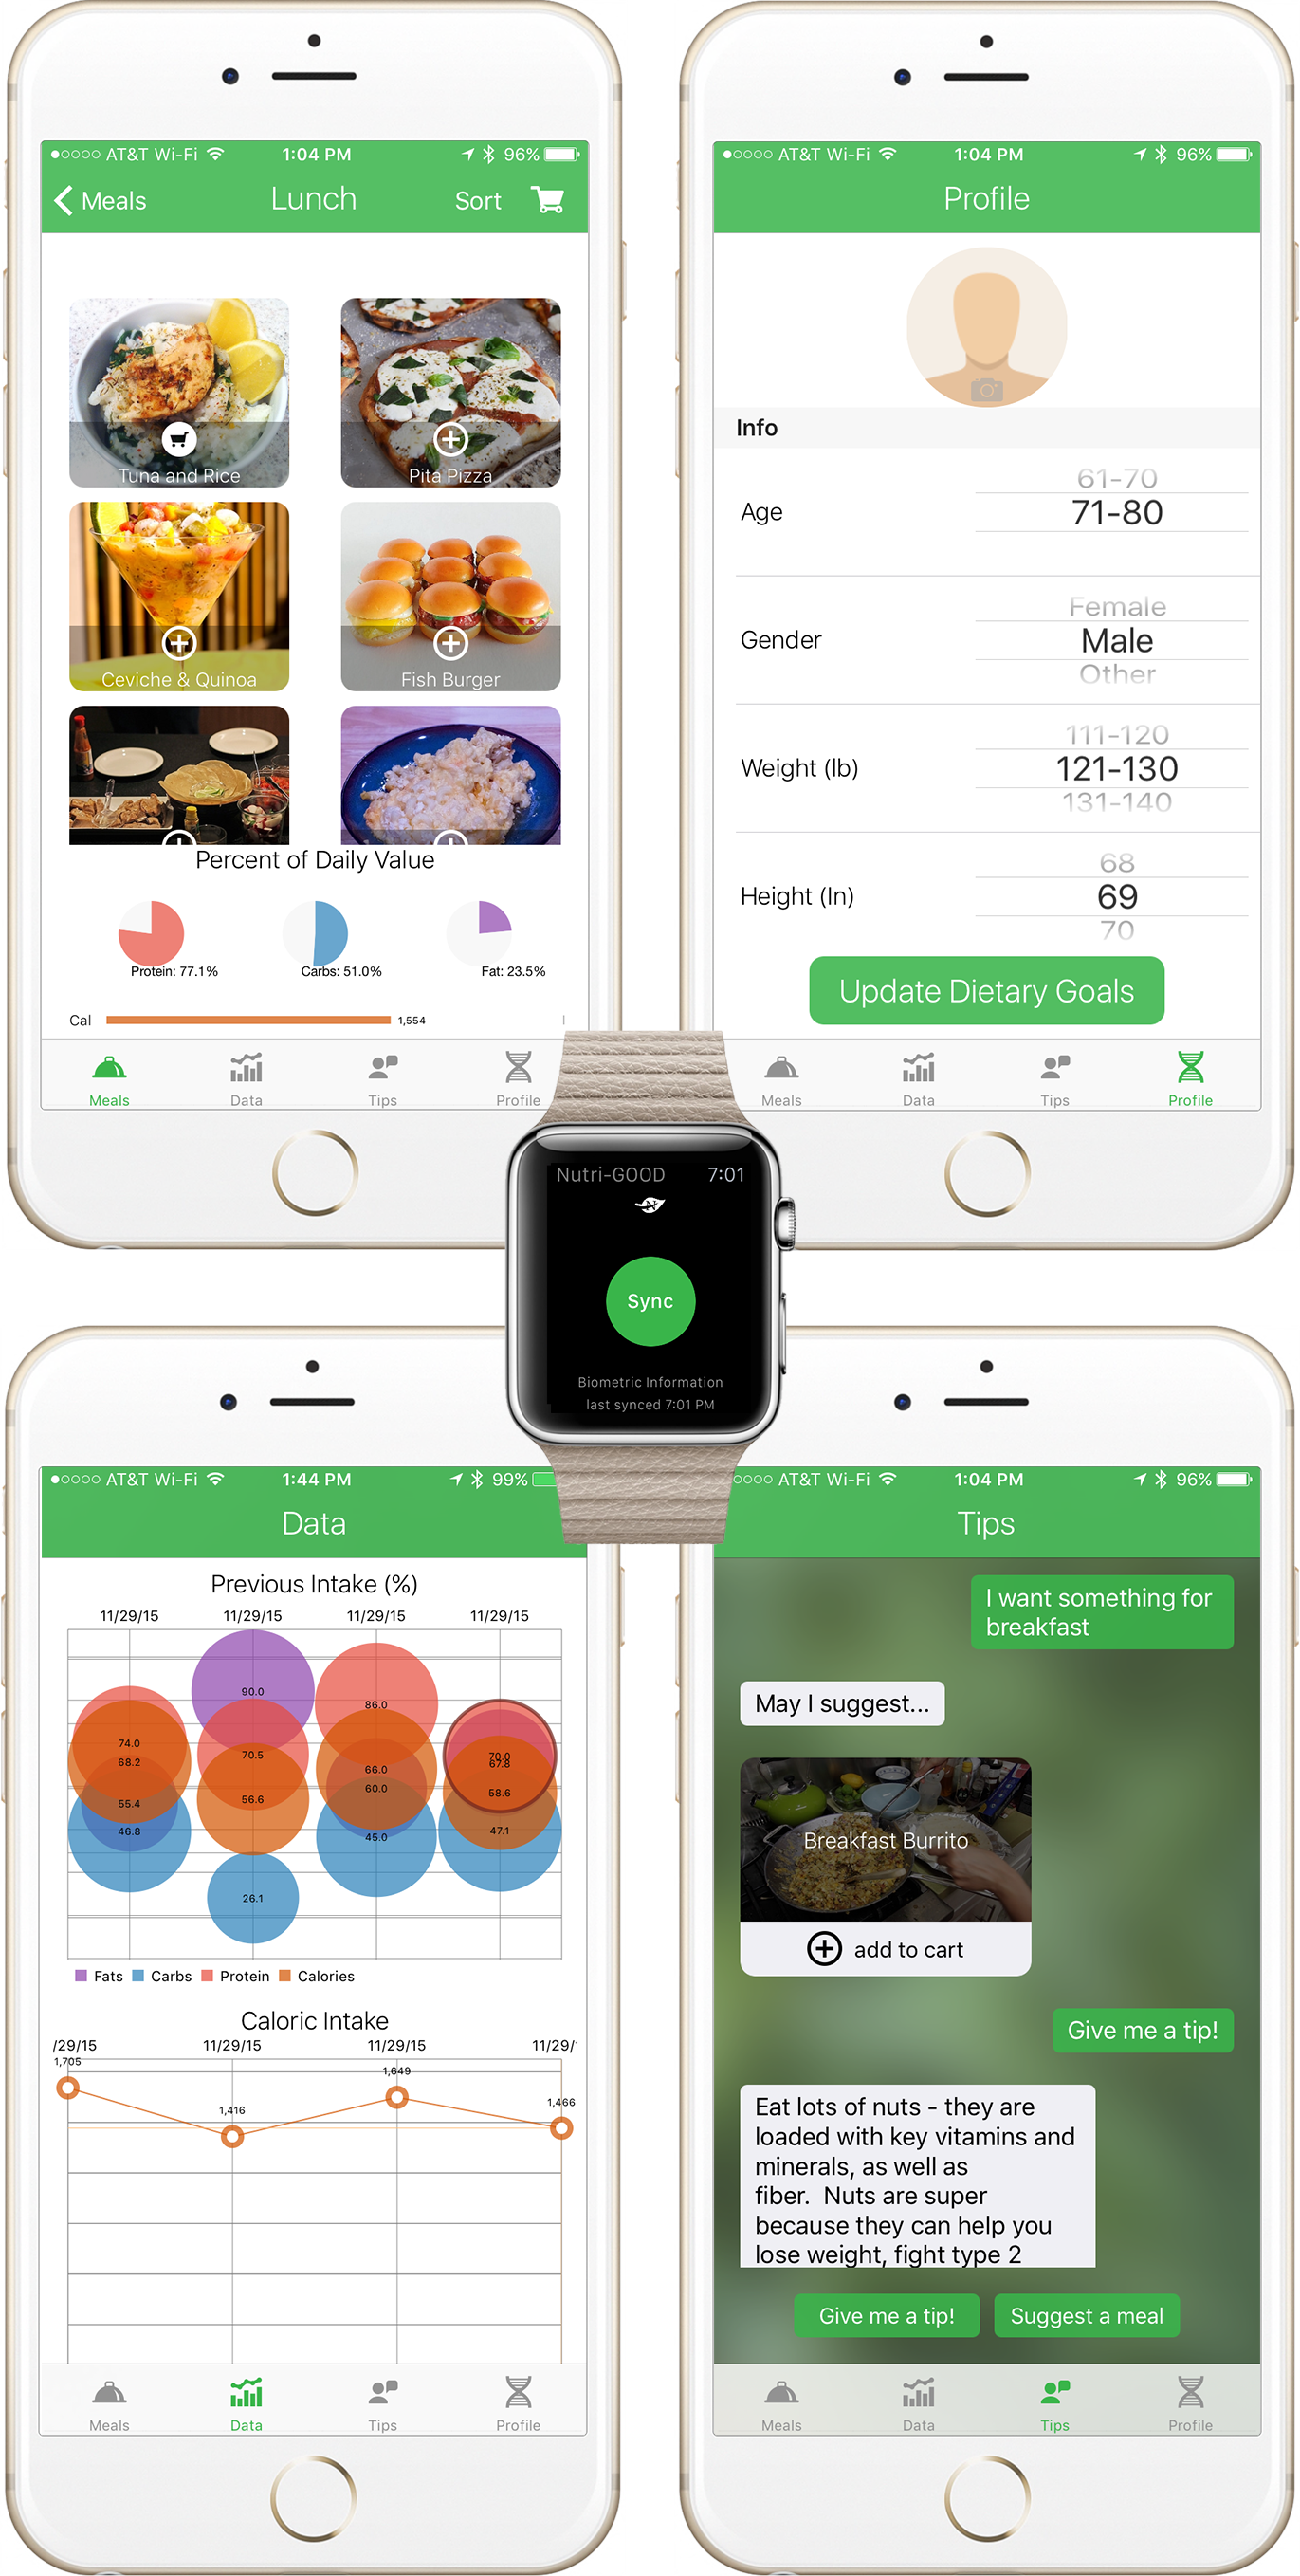 AT&T Wi-Fi 1:04 PM 96%
Meals Lunch Sort
Tuna and Rice
Pita Pizza
Ceviche & Quinoa
Fish Burger
Percent of Daily Value
Protein: 77.1%
Carbs: 51.0%
Fat: 23.5%
Cal 1,554
Meals Data Tips Profile
AT&T Wi-Fi 1:04 PM 96%
Profile
Info
61-70
Age 71-80
Female
Gender Male
Other
111-120
Weight (lb) 121-130
131-140
68
Height (In) 69
70
Update Dietary Goals
Meals Data Tips Profile
Nutri-GOOD 7:01
Sync
Biometric Information
last synced 7:01 PM
AT&T Wi-Fi 1:44 PM 99%
Data
Previous Intake (%)
11/29/15 11/29/15 11/29/15 11/29/15
90.0
86.0
74.0
68.2
70.5
70.0
67.8
66.0
60.0
56.6
58.6
55.4
46.8
45.0
47.1
26.1
Fats Carbs Protein Calories
Caloric Intake
/29/15 11/29/15 11/29/15 11/29/
1,705
1,416
1,649
1,466
Meals Data Tips Profile
AT&T Wi-Fi 1:04 PM 96%
Tips
I want something for
breakfast
May I suggest...
Breakfast Burrito
add to cart
Give me a tip!
Eat lots of nuts - they are
loaded with key vitamins and
minerals, as well as
fiber.  Nuts are super
because they can help you
lose weight, fight type 2
Give me a tip! Suggest a meal
Meals Data Tips Profile